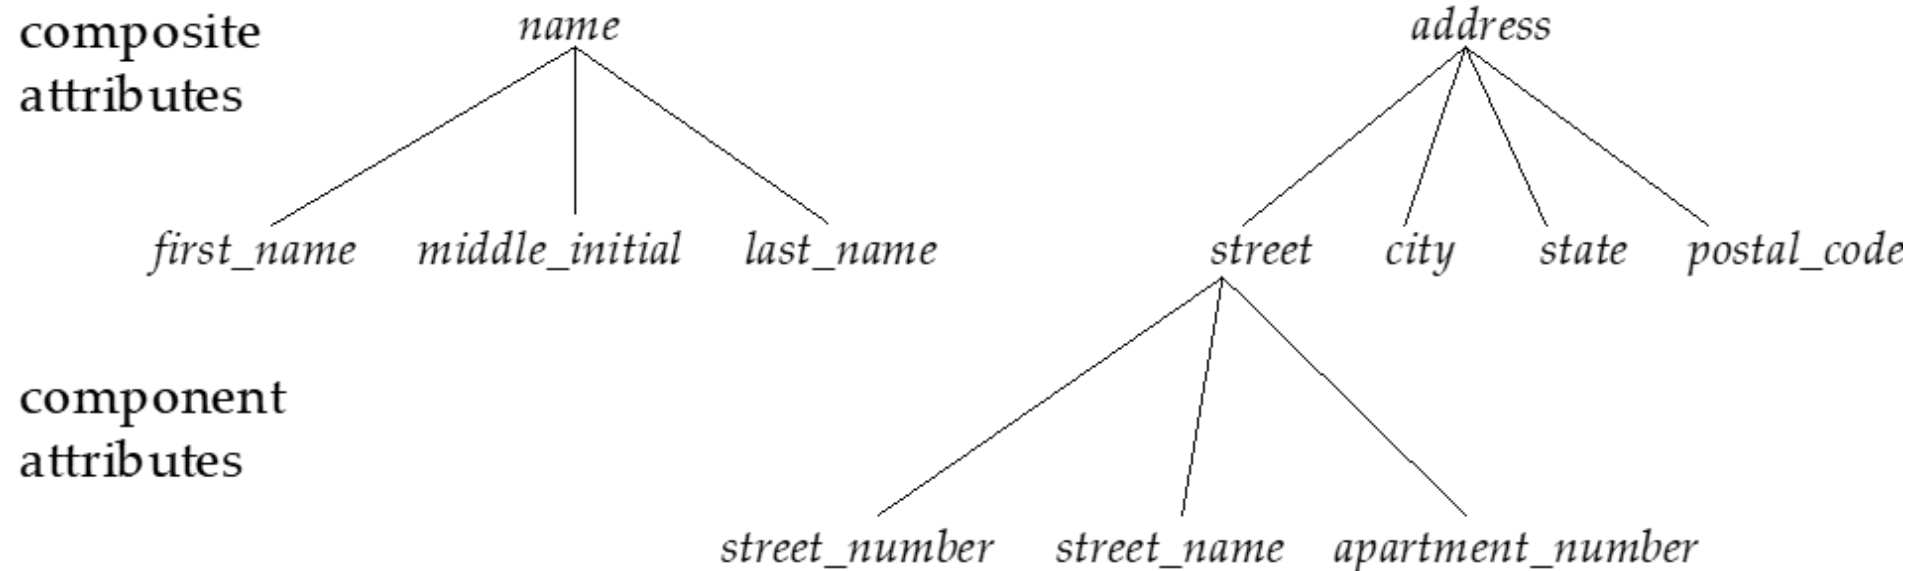 composite name address
attributes
first_name middle_initial last_name street city state postal_code
component
attributes
street_number street_name apartment_number